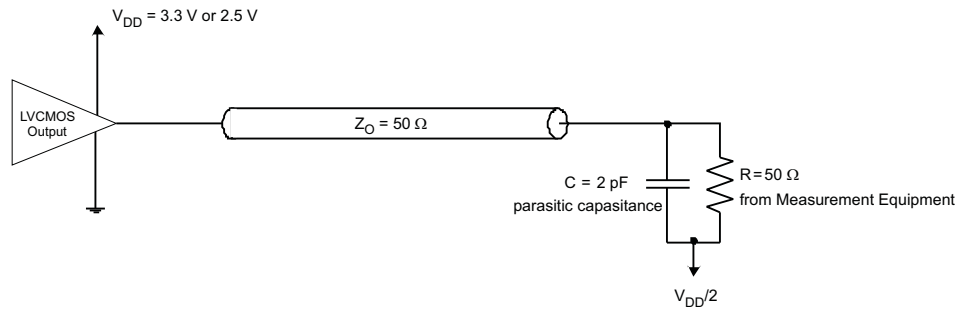 V_DD = 3.3 V or 2.5 V
LVCMOS
Output
Z_O = 50 Ω
C = 2 pF
parasitic capasitance
R=50 Ω
from Measurement Equipment
V_DD/2